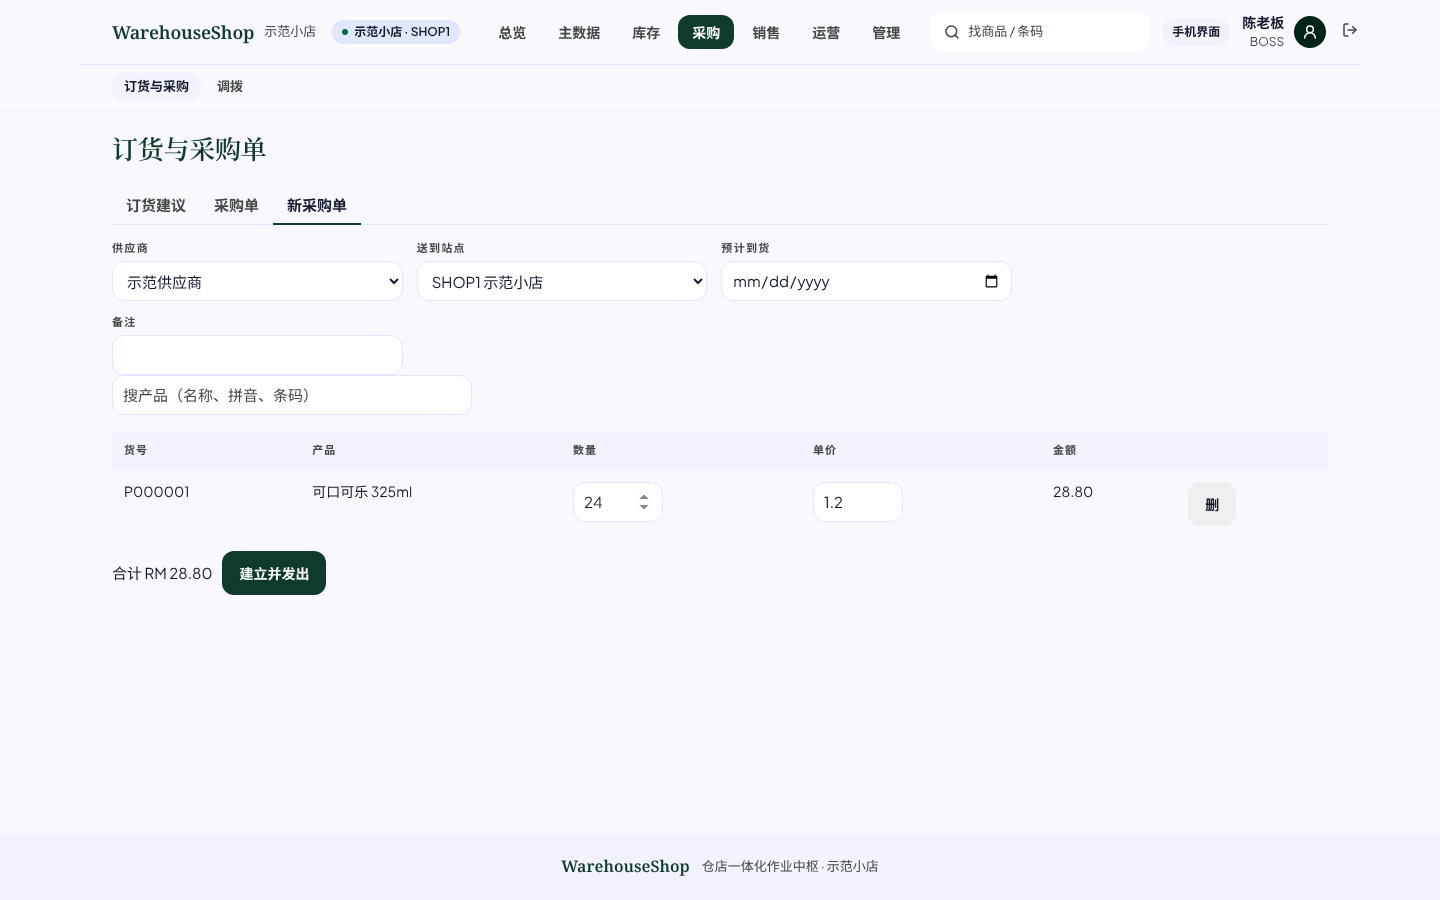 WarehouseShop 示范小店 示范小店 · SHOP1 总览 主数据 库存 采购 销售 运营 管理 找商品 / 条码 手机界面 陈老板
BOSS
订货与采购 调拨
订货与采购单
订货建议 采购单 新采购单
供应商 送到站点 预计到货
示范供应商 SHOP1 示范小店 mm/dd/yyyy
备注
搜产品（名称、拼音、条码）
货号 产品 数量 单价 金额
P000001 可口可乐 325ml 24 1.2 28.80 删
合计 RM 28.80 建立并发出
WarehouseShop 仓店一体化作业中枢 · 示范小店